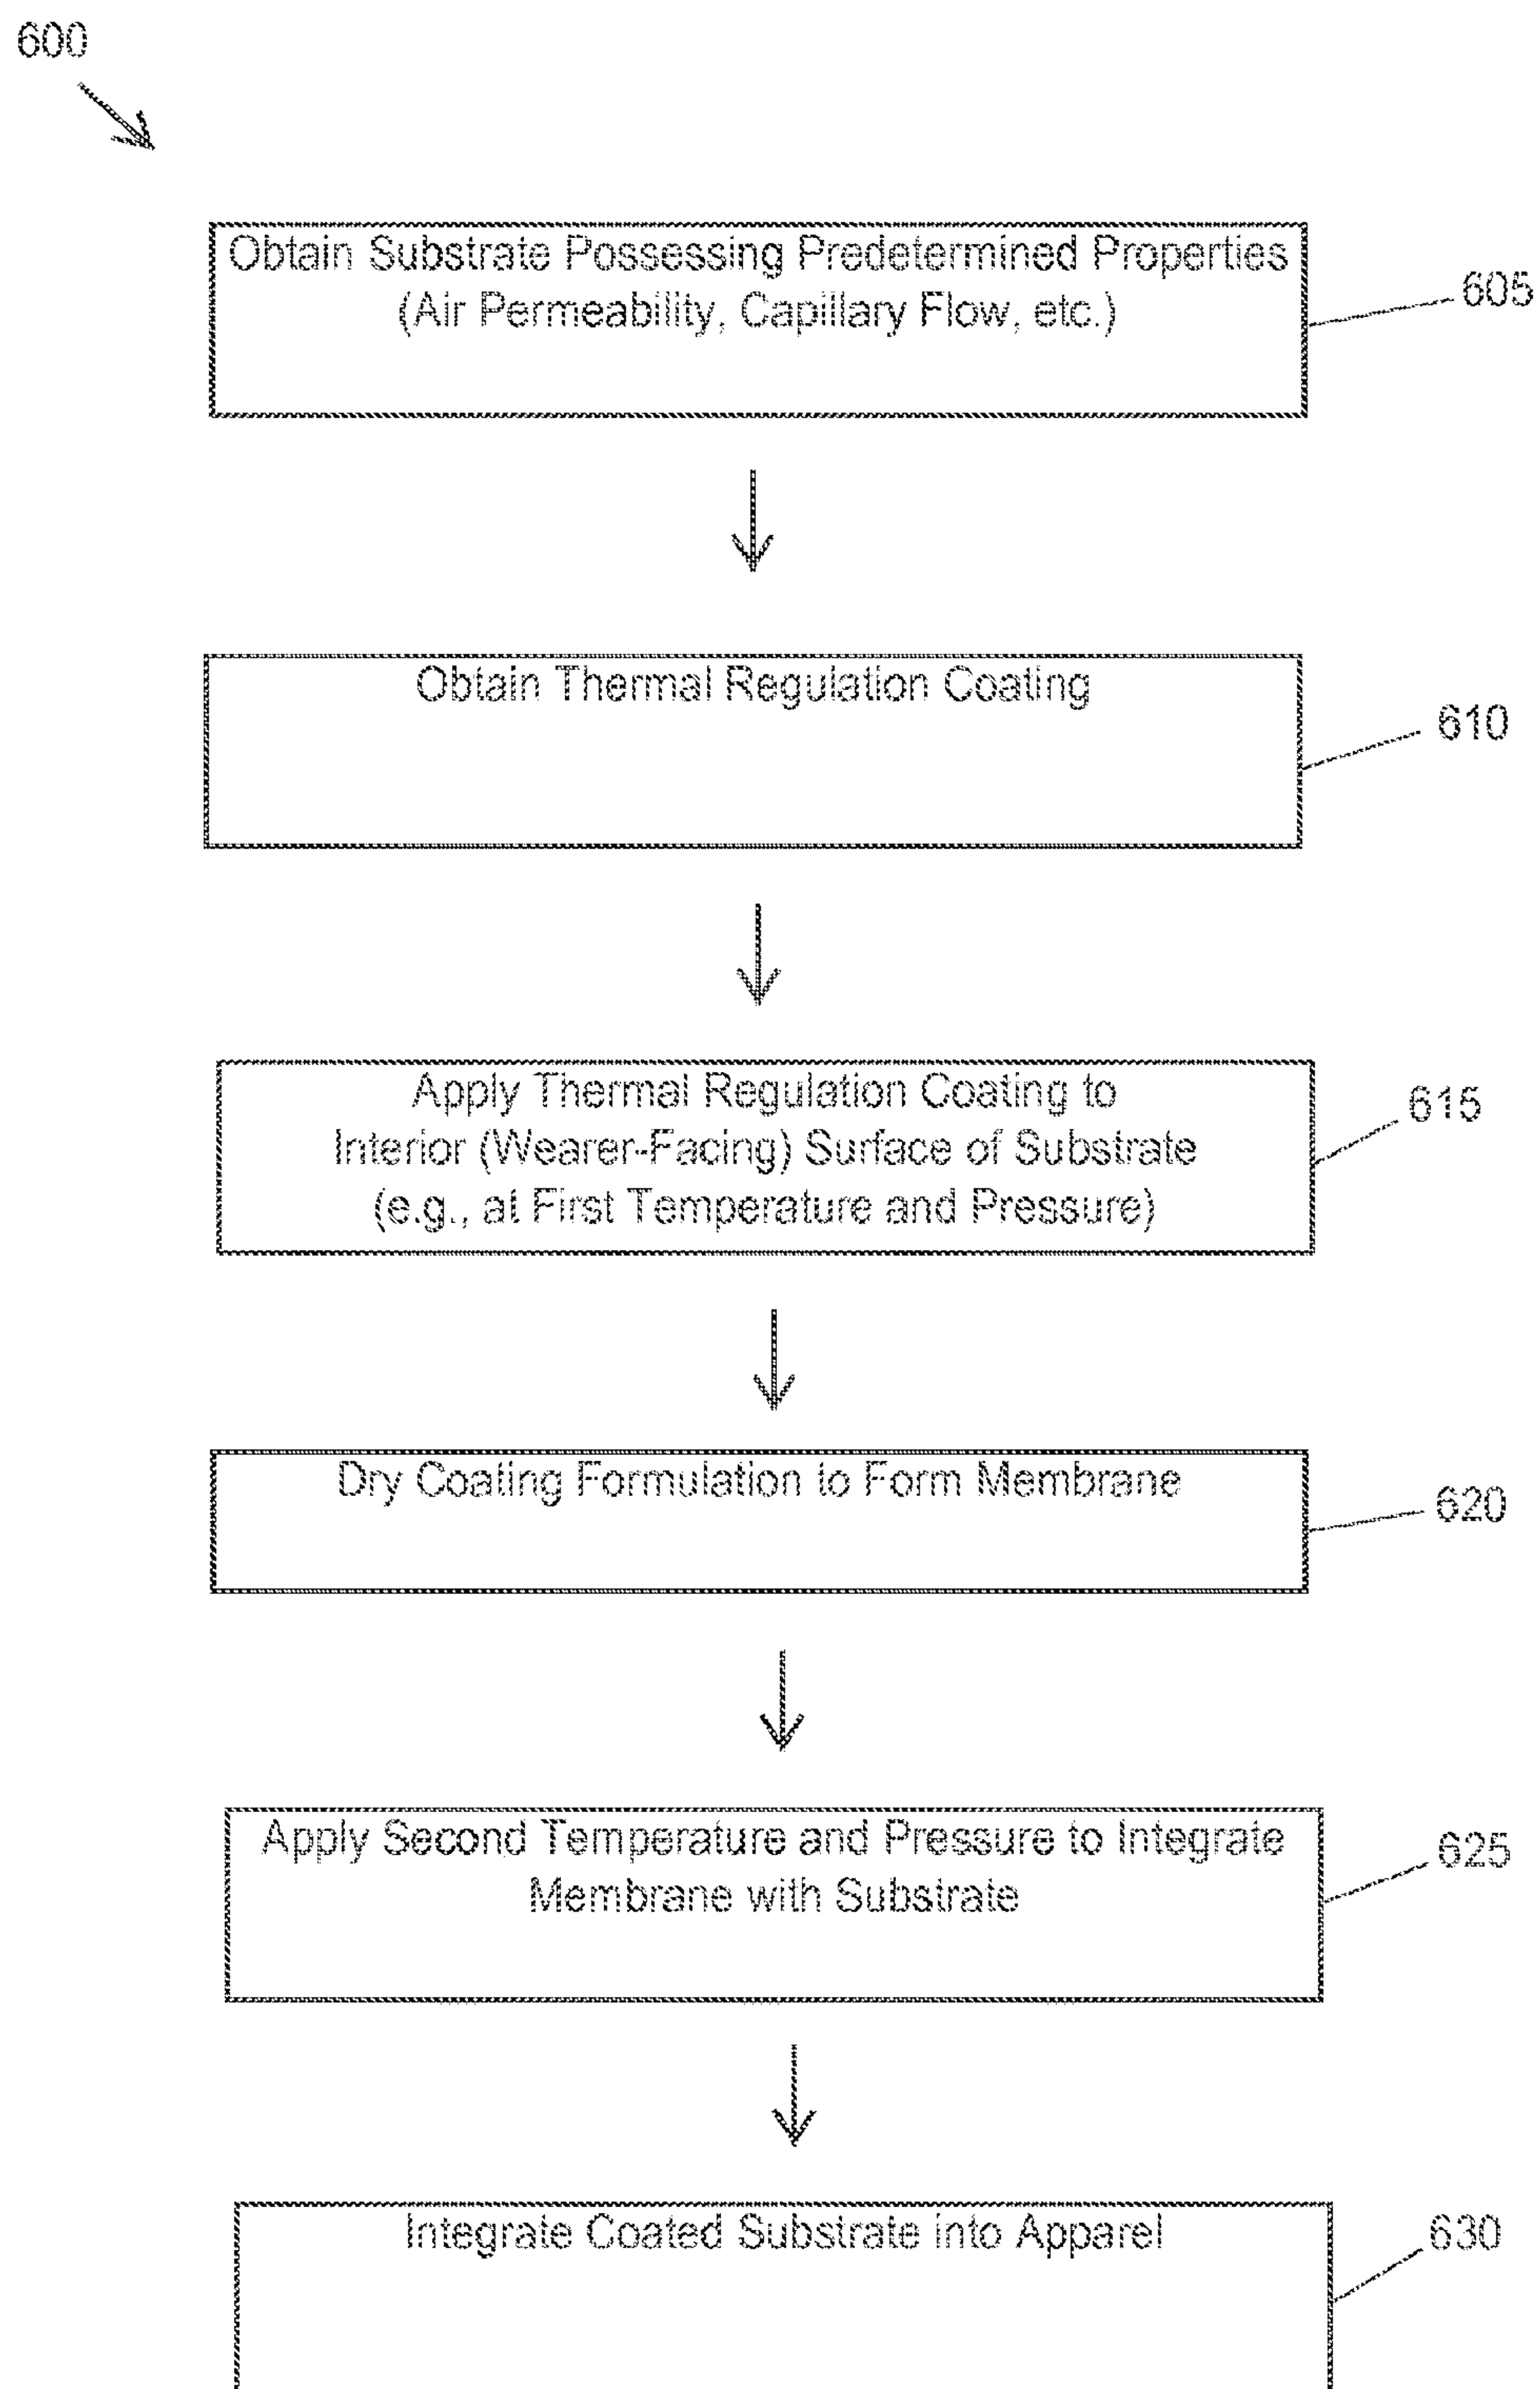 600
Obtain Substrate Possessing Predetermined Properties
(Air Permeability, Capillary Flow, etc.)
605
Obtain Thermal Regulation Coating
610
Apply Thermal Regulation Coating to
Interior (Wearer-Facing) Surface of Substrate
(e.g., at First Temperature and Pressure)
615
Dry Coating Formulation to Form Membrane
620
Apply Second Temperature and Pressure to Integrate
Membrane with Substrate
625
Integrate Coated Substrate into Apparel
630